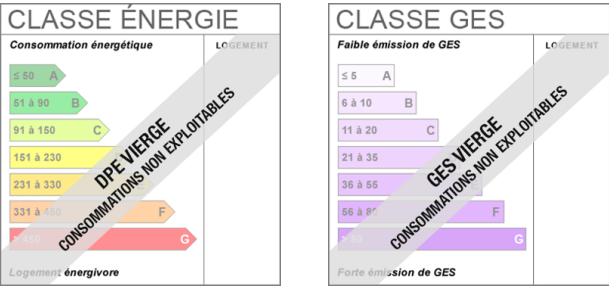 CLASSE ÉNERGIE
Consommation énergétique
LOGEMENT
≤ 50 A
51 à 90 B
91 à 150 C
151 à 230
231 à 330
331 à 450 F
> 450 G
Logement énergivore
DPE VIERGE
CONSOMMATIONS NON EXPLOITABLES
CLASSE GES
Faible émission de GES
LOGEMENT
≤ 5 A
6 à 10 B
11 à 20 C
21 à 35
36 à 55
56 à 80 F
> 80 G
Forte émission de GES
GES VIERGE
CONSOMMATIONS NON EXPLOITABLES